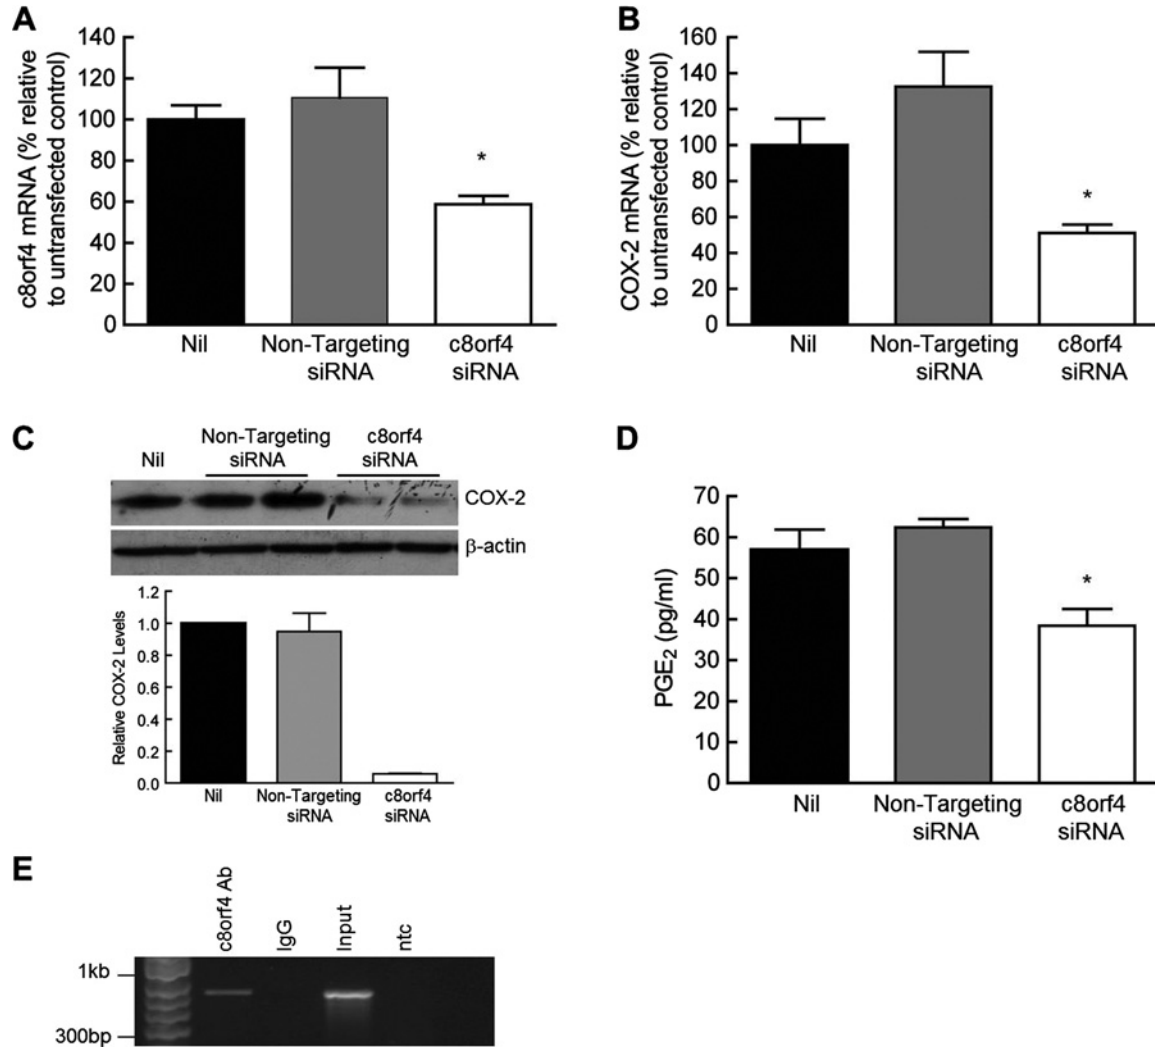 A
c8orf4 mRNA (% relative
to untransfected control)
140
120
100
80
60
40
20
0
*
Nil
Non-Targeting
siRNA
c8orf4
siRNA
B
COX-2 mRNA (% relative
to untransfected control)
160
140
120
100
80
60
40
20
0
*
Nil
Non-Targeting
siRNA
c8orf4
siRNA
C
Nil
Non-Targeting
siRNA
c8orf4
siRNA
COX-2
β-actin
Relative COX-2 Levels
1.2
1.0
0.8
0.6
0.4
0.2
0.0
Nil
Non-Targeting
siRNA
c8orf4
siRNA
D
PGE₂ (pg/ml)
70
60
50
40
30
20
10
0
*
Nil
Non-Targeting
siRNA
c8orf4
siRNA
E
c8orf4 Ab
IgG
Input
ntc
1kb
300bp